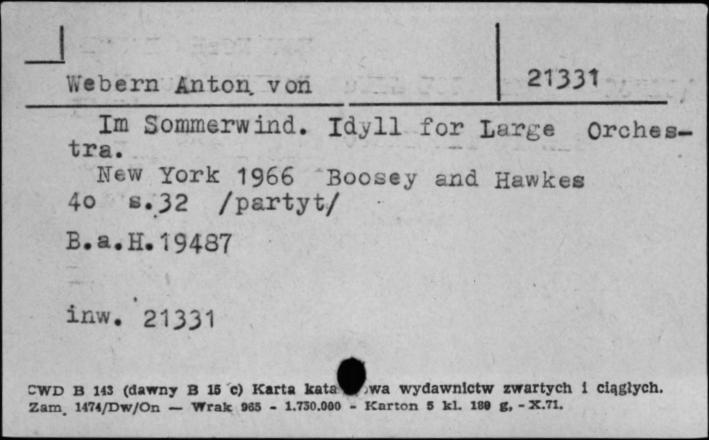 Webern Anton von 21331
Im Sommerwind. Idyll for Large Orches-
tra.
New York 1966 Boosey and Hawkes
4o s.32 /partyt/
B.a.H.19487
inw. 21331
CWD B 143 (dawny B 15 c) Karta kata wa wydawnictw zwartych i ciągłych.
Zam. 1474/Dw/On — Wrak 965 - 1.730.000 - Karton 5 kl. 180 g. - X.71.